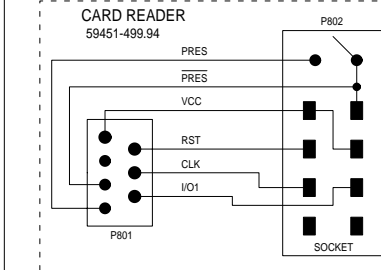 CARD READER
59451-499.94
P802
PRES
PRES
VCC
RST
CLK
I/O1
P801
SOCKET